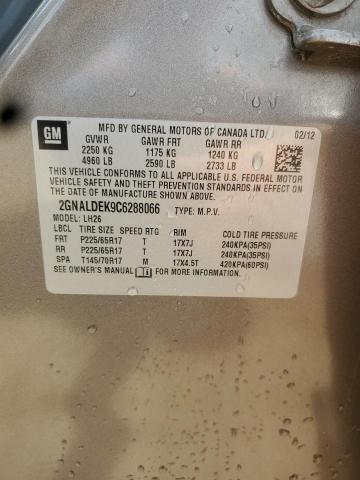 GM
MFD BY GENERAL MOTORS OF CANADA LTD. 02/12
GVWR GAWR FRT GAWR RR
2250 KG 1175 KG 1240 KG
4960 LB 2590 LB 2733 LB
THIS VEHICLE CONFORMS TO ALL APPLICABLE U.S. FEDERAL MOTOR
VEHICLE SAFETY AND THEFT PREVENTION STANDARDS IN EFFECT ON THE
DATE OF MANUFACTURE SHOWN ABOVE.
2GNALDEK9C6288066 TYPE: M.P.V.
MODEL: LH26
LBCL TIRE SIZE SPEED RTG RIM COLD TIRE PRESSURE
FRT P225/65R17 T 17X7J 240KPA(35PSI)
RR P225/65R17 T 17X7J 240KPA(35PSI)
SPA T145/70R17 M 17X4.5T 420KPA(60PSI)
SEE OWNER'S MANUAL FOR MORE INFORMATION